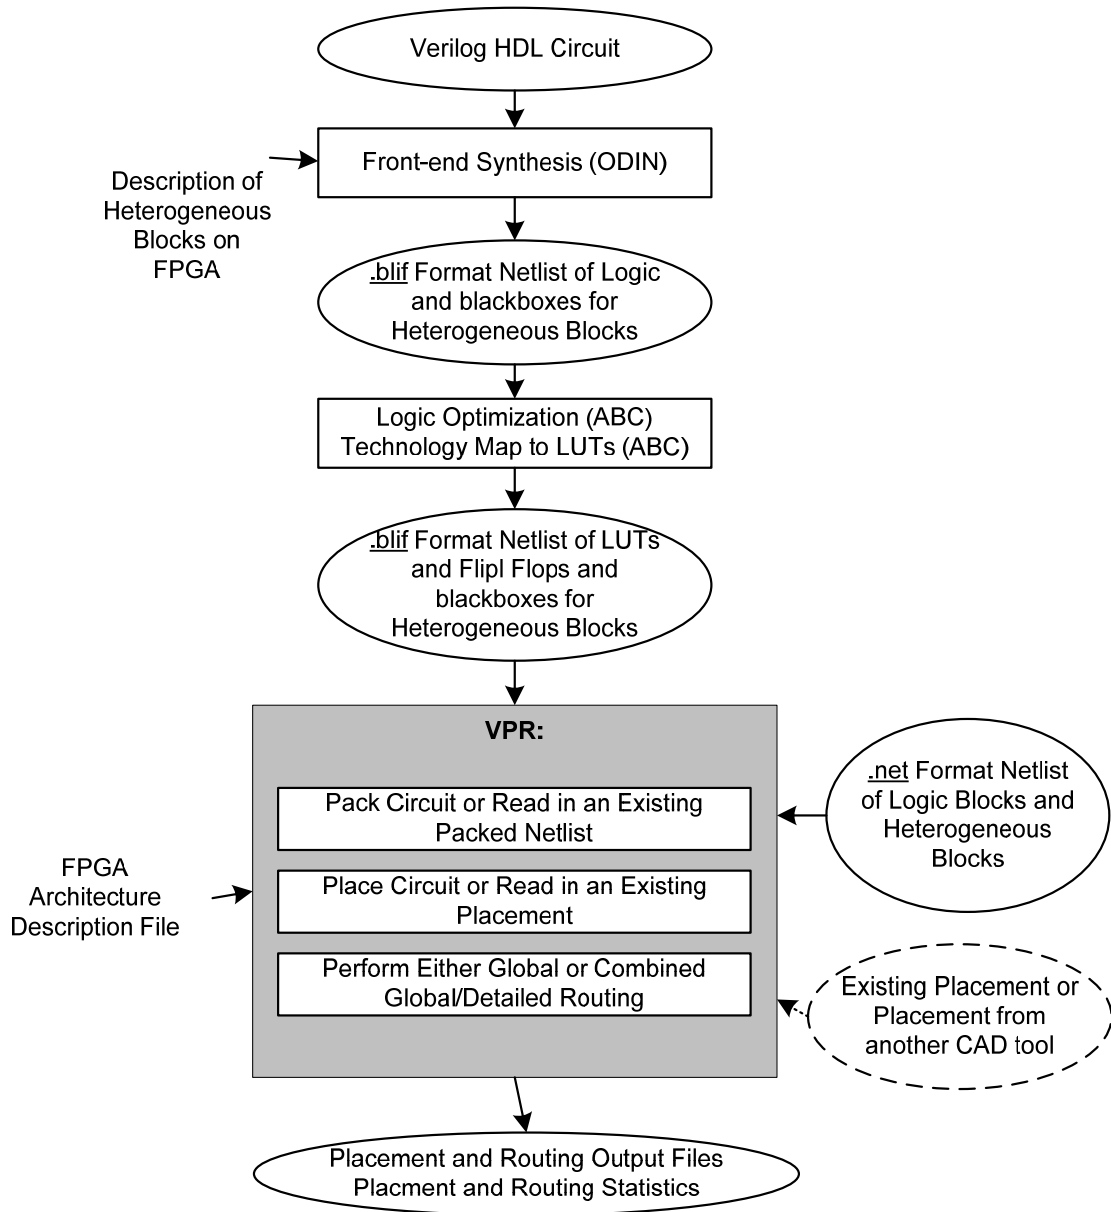 Verilog HDL Circuit
Front-end Synthesis (ODIN)
Description of
Heterogeneous
Blocks on
FPGA
.blif Format Netlist of Logic
and blackboxes for
Heterogeneous Blocks
Logic Optimization (ABC)
Technology Map to LUTs (ABC)
.blif Format Netlist of LUTs
and Flipl Flops and
blackboxes for
Heterogeneous Blocks
VPR:
Pack Circuit or Read in an Existing
Packed Netlist
.net Format Netlist
of Logic Blocks and
Heterogeneous
Blocks
FPGA
Architecture
Description File
Place Circuit or Read in an Existing
Placement
Perform Either Global or Combined
Global/Detailed Routing
Existing Placement or
Placement from
another CAD tool
Placement and Routing Output Files
Placment and Routing Statistics